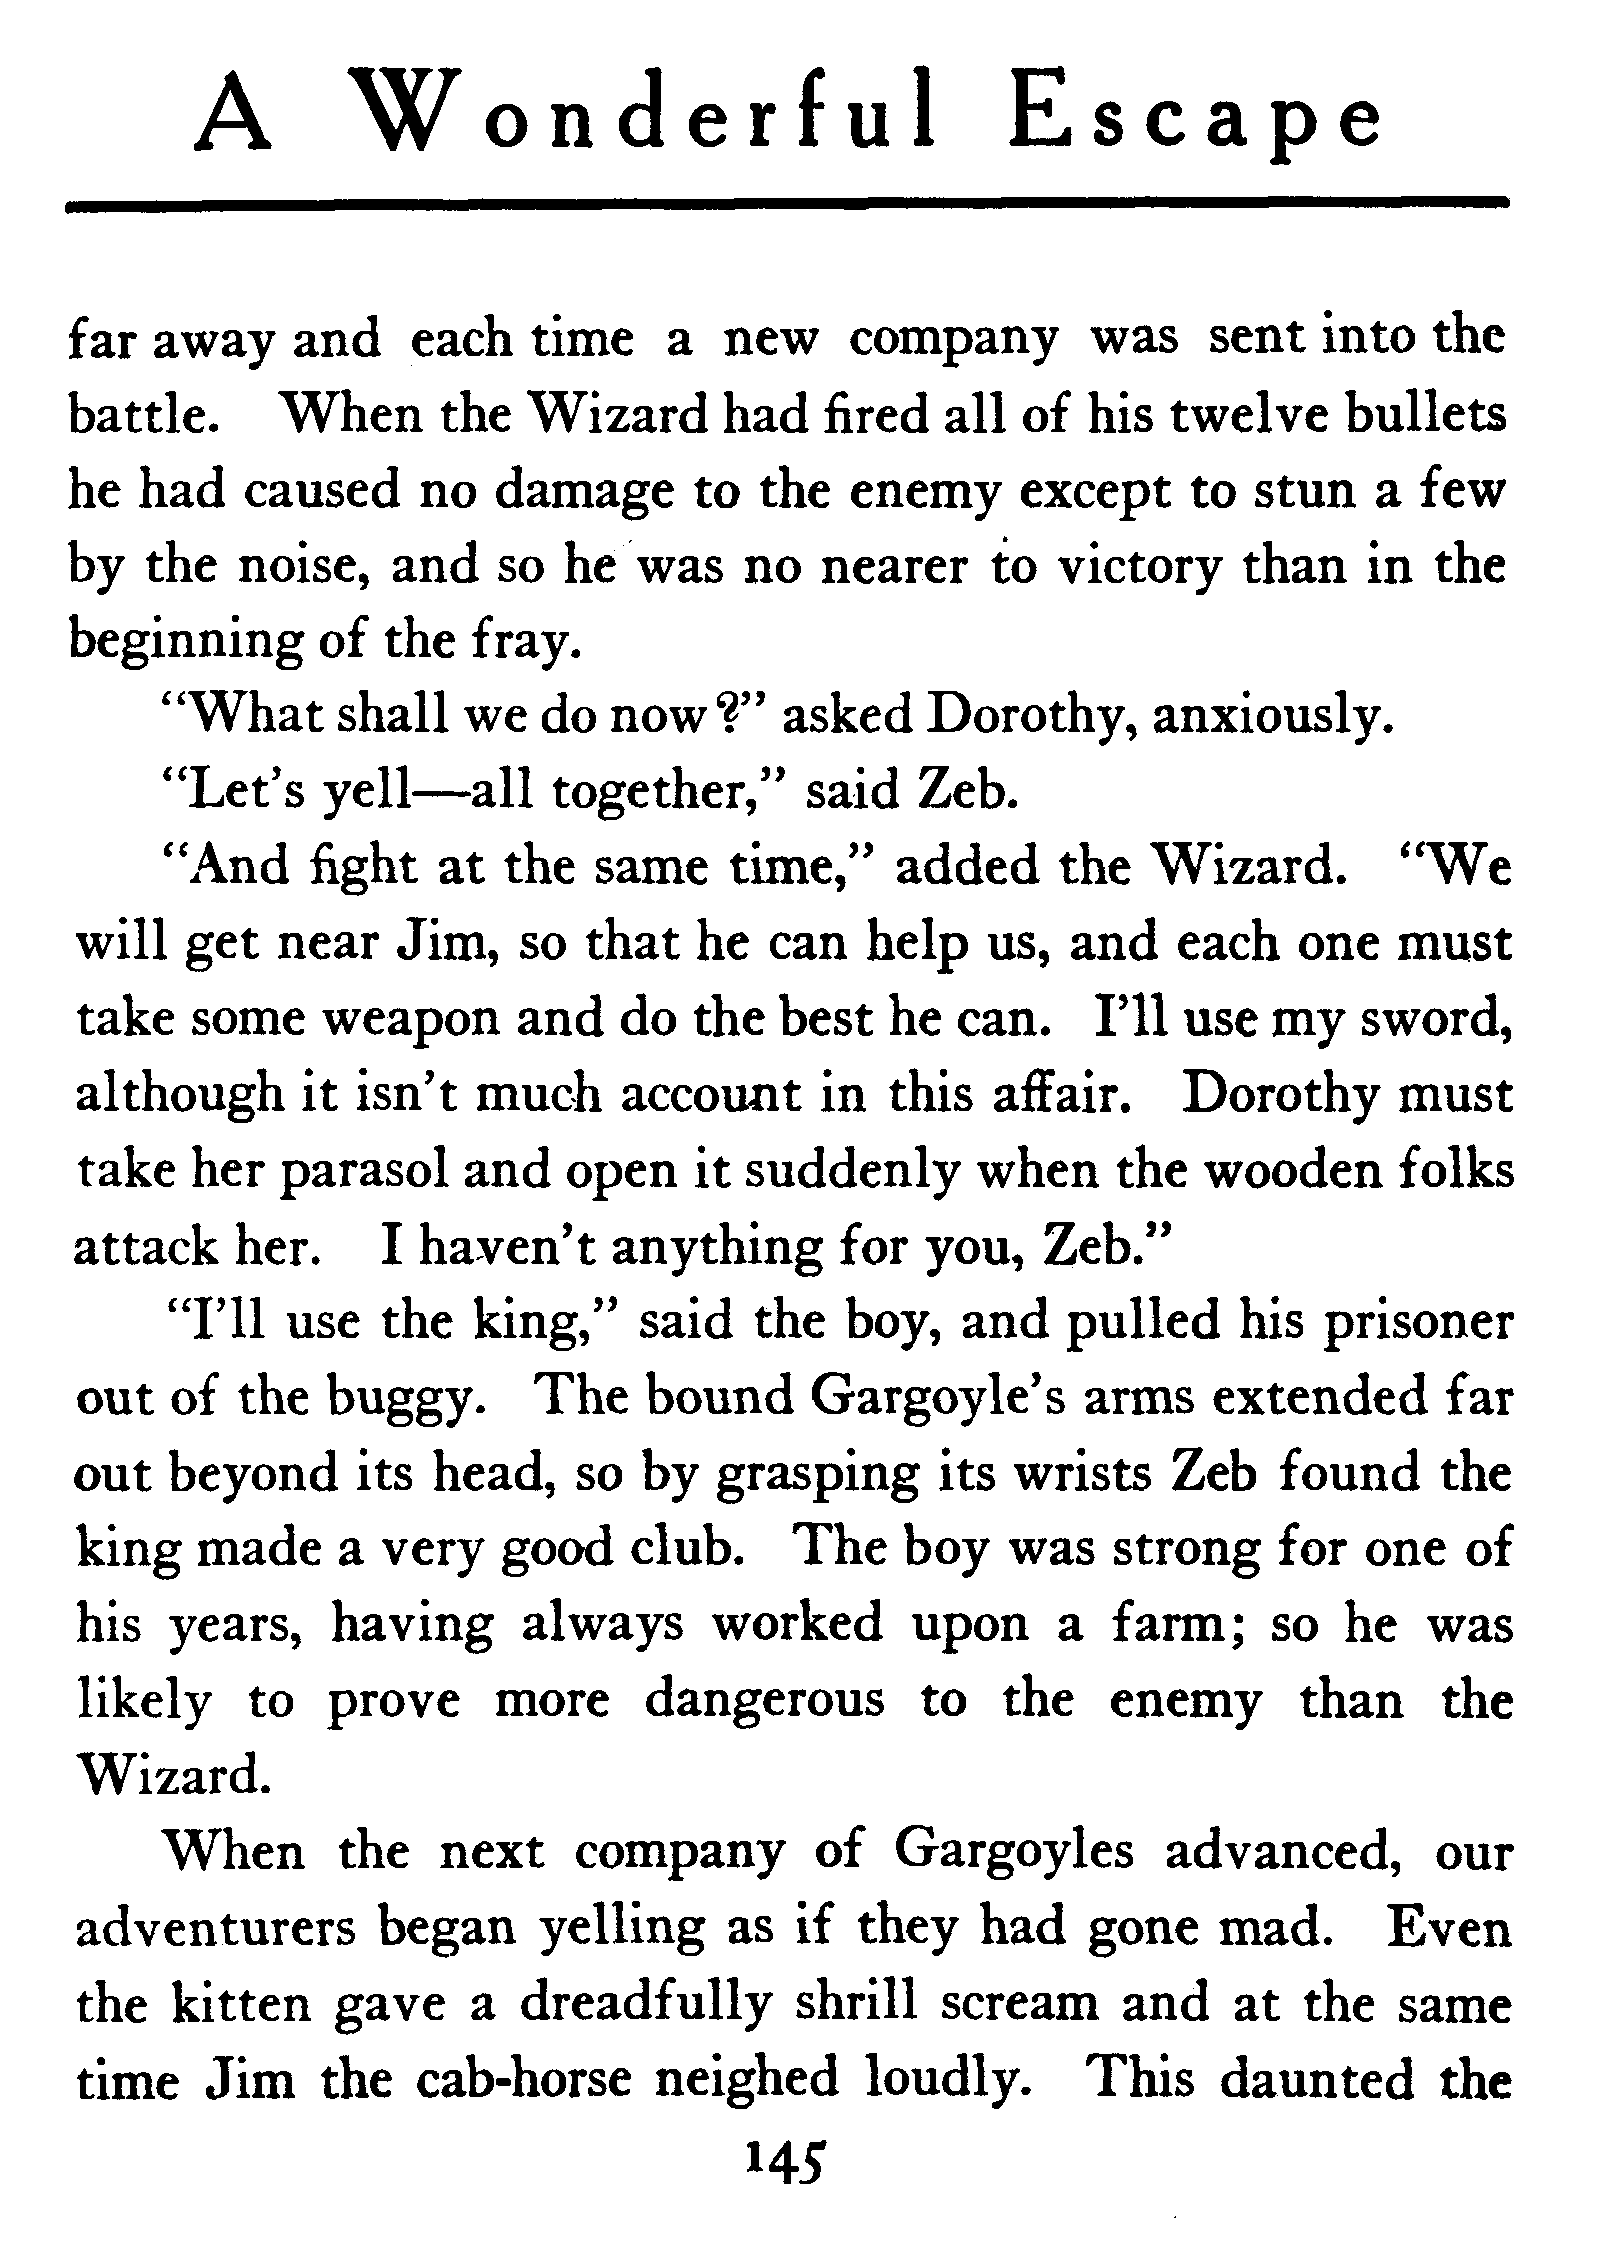 A Wonderful Escape
far away and each time a new company was sent into the
battle. When the Wizard had fired all of his twelve bullets
he had caused no damage to the enemy except to stun a few
by the noise, and so he was no nearer to victory than in the
beginning of the fray.
“What shall we do now?” asked Dorothy, anxiously.
“Let’s yell—all together,” said Zeb.
“And fight at the same time,” added the Wizard. “We
will get near Jim, so that he can help us, and each one must
take some weapon and do the best he can. I’ll use my sword,
although it isn’t much account in this affair. Dorothy must
take her parasol and open it suddenly when the wooden folks
attack her. I haven’t anything for you, Zeb.”
“I’ll use the king,” said the boy, and pulled his prisoner
out of the buggy. The bound Gargoyle’s arms extended far
out beyond its head, so by grasping its wrists Zeb found the
king made a very good club. The boy was strong for one of
his years, having always worked upon a farm; so he was
likely to prove more dangerous to the enemy than the
Wizard.
When the next company of Gargoyles advanced, our
adventurers began yelling as if they had gone mad. Even
the kitten gave a dreadfully shrill scream and at the same
time Jim the cab-horse neighed loudly. This daunted the
145